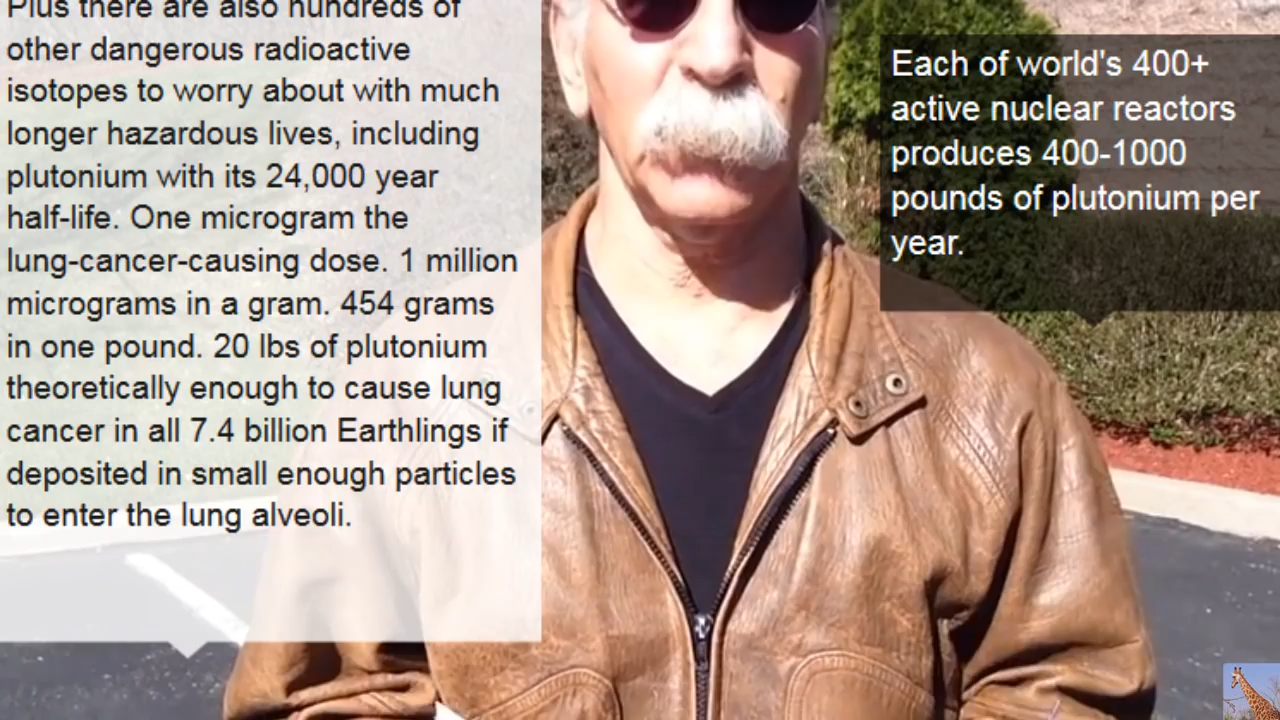 Plus there are also hundreds of
other dangerous radioactive
isotopes to worry about with much
longer hazardous lives, including
plutonium with its 24,000 year
half-life. One microgram the
lung-cancer-causing dose. 1 million
micrograms in a gram. 454 grams
in one pound. 20 lbs of plutonium
theoretically enough to cause lung
cancer in all 7.4 billion Earthlings if
deposited in small enough particles
to enter the lung alveoli.
Each of world's 400+
active nuclear reactors
produces 400-1000
pounds of plutonium per
year.